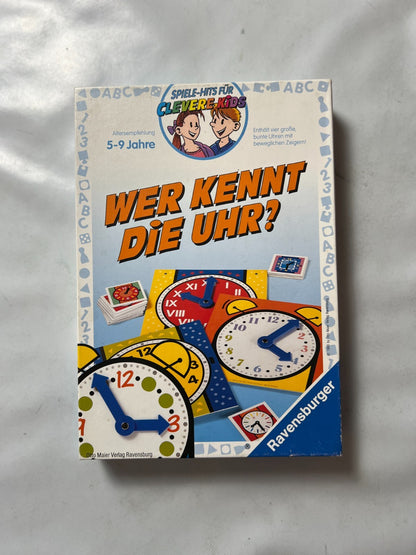 SPIELE-HITS FÜR
CLEVERE KIDS
Altersempfehlung
5-9 Jahre
Enthält vier große,
bunte Uhren mit
beweglichen Zeigern!
WER KENNT
DIE UHR?
Ravensburger
Otto Maier Verlag Ravensburg